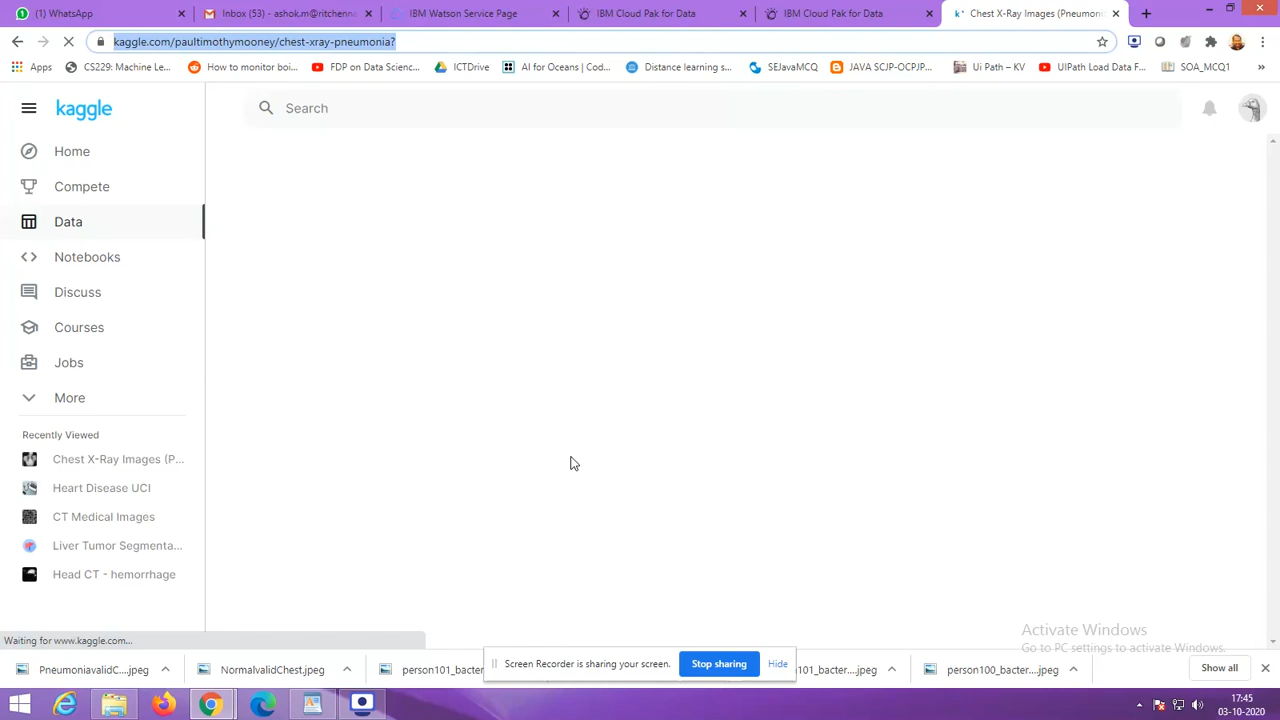 (1) WhatsApp
Inbox (53) - ashok.m@ritchenn
IBM Watson Service Page
IBM Cloud Pak for Data
IBM Cloud Pak for Data
Chest X-Ray Images (Pneumoni
kaggle.com/paultimothymooney/chest-xray-pneumonia?
Apps
CS229: Machine Le...
How to monitor boi...
FDP on Data Scienc...
ICTDrive
AI for Oceans | Cod...
Distance learning s...
SEJavaMCQ
JAVA SCJP-OCPJP...
Ui Path – KV
UIPath Load Data F...
SOA_MCQ1
»
kaggle
Search
Home
Compete
Data
Notebooks
Discuss
Courses
Jobs
More
Recently Viewed
Chest X-Ray Images (P...
Heart Disease UCI
CT Medical Images
Liver Tumor Segmenta...
Head CT - hemorrhage
Waiting for www.kaggle.com...
Activate Windows
Go to PC settings to activate Windows.
PneumoniavalidC....jpeg
NormalvalidChest.jpeg
person101_bacter
Screen Recorder is sharing your screen.
Stop sharing
Hide
101_bacter....jpeg
person100_bacter....jpeg
Show all
17:45
03-10-2020